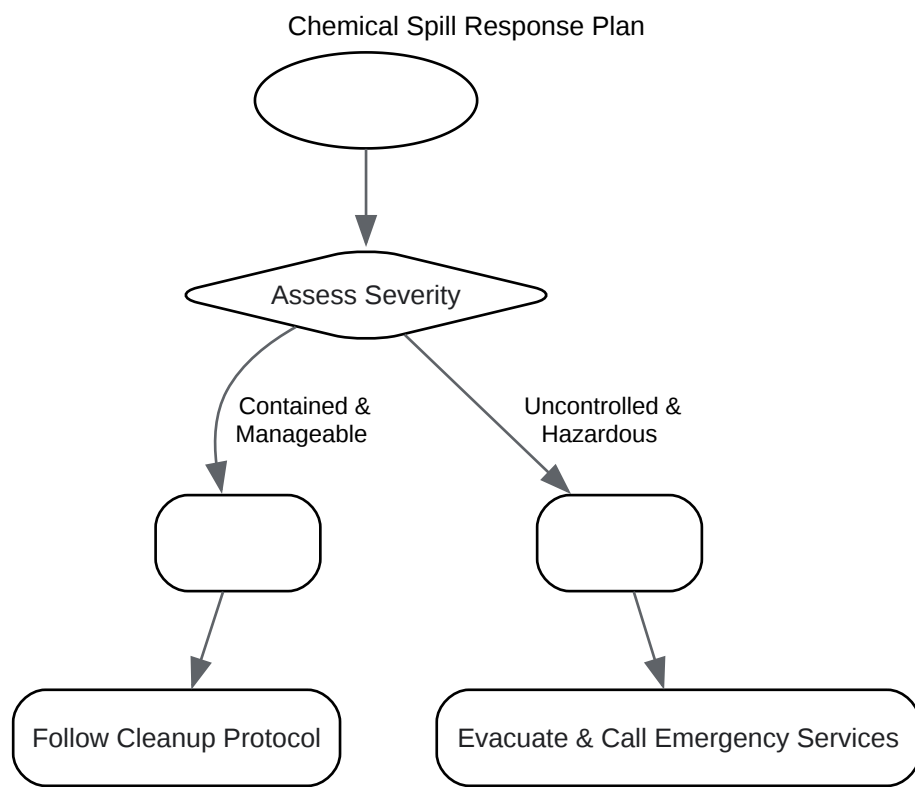 Chemical Spill Response Plan
Assess Severity
Contained &
Manageable
Uncontrolled &
Hazardous
Follow Cleanup Protocol
Evacuate & Call Emergency Services